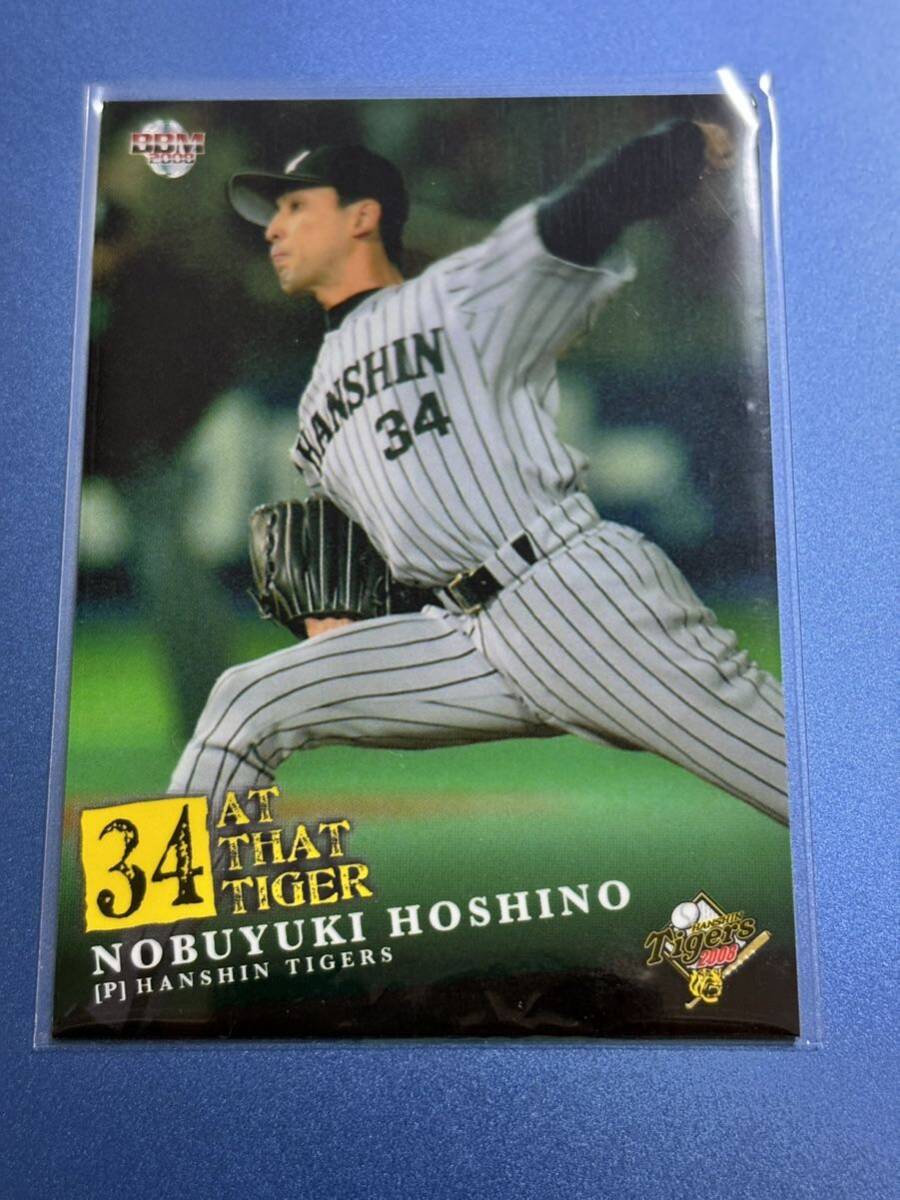 BBM
2008
HANSHIN
34
34
AT
THAT
TIGER
NOBUYUKI HOSHINO
[P] HANSHIN TIGERS
HANSHIN
Tigers
2008